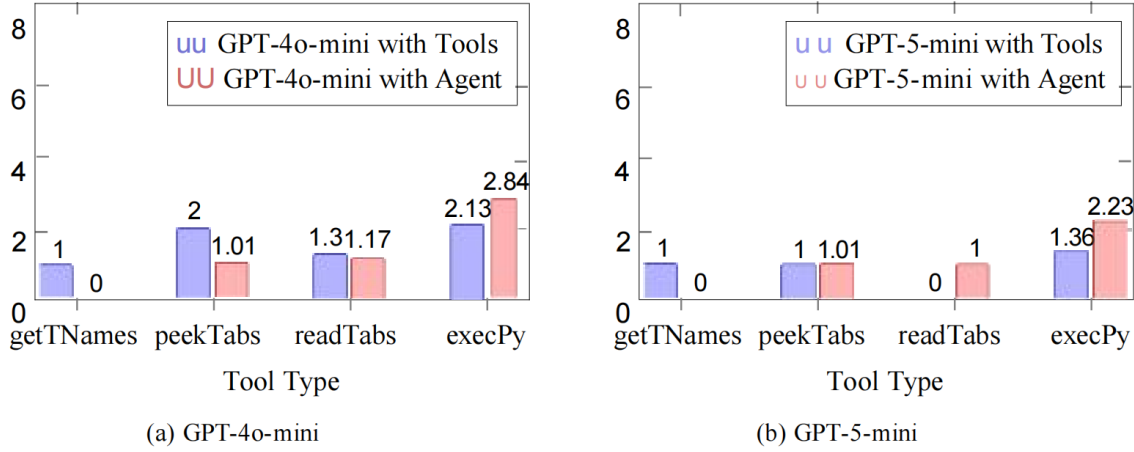 8
6
4
2
0
uu GPT-4o-mini with Tools
UU GPT-4o-mini with Agent
1
0
2
1.01
1.31
1.17
2.13
2.84
getTNames peekTabs readTabs execPy
Tool Type
(a) GPT-4o-mini
8
6
4
2
0
u u GPT-5-mini with Tools
U U GPT-5-mini with Agent
1
0
1
1.01
0
1
1.36
2.23
getTNames peekTabs readTabs execPy
Tool Type
(b) GPT-5-mini